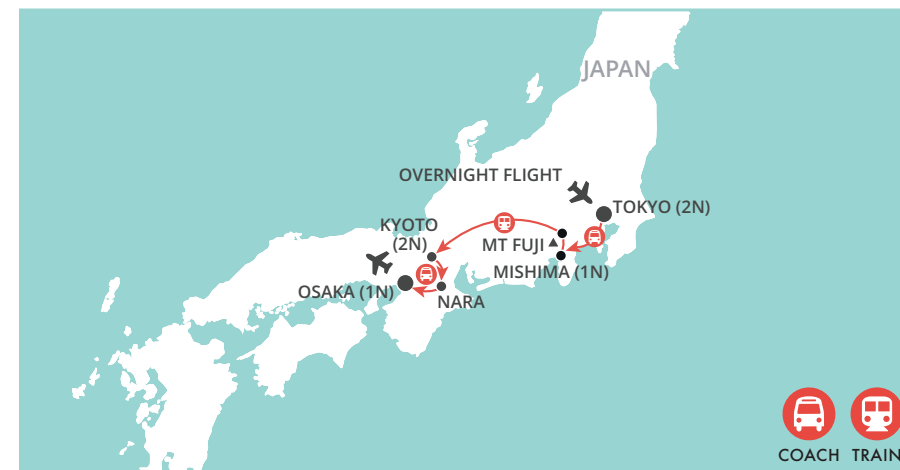 JAPAN
OVERNIGHT FLIGHT
TOKYO (2N)
KYOTO
(2N)
MT FUJI
MISHIMA (1N)
OSAKA (1N)
NARA
COACH TRAIN